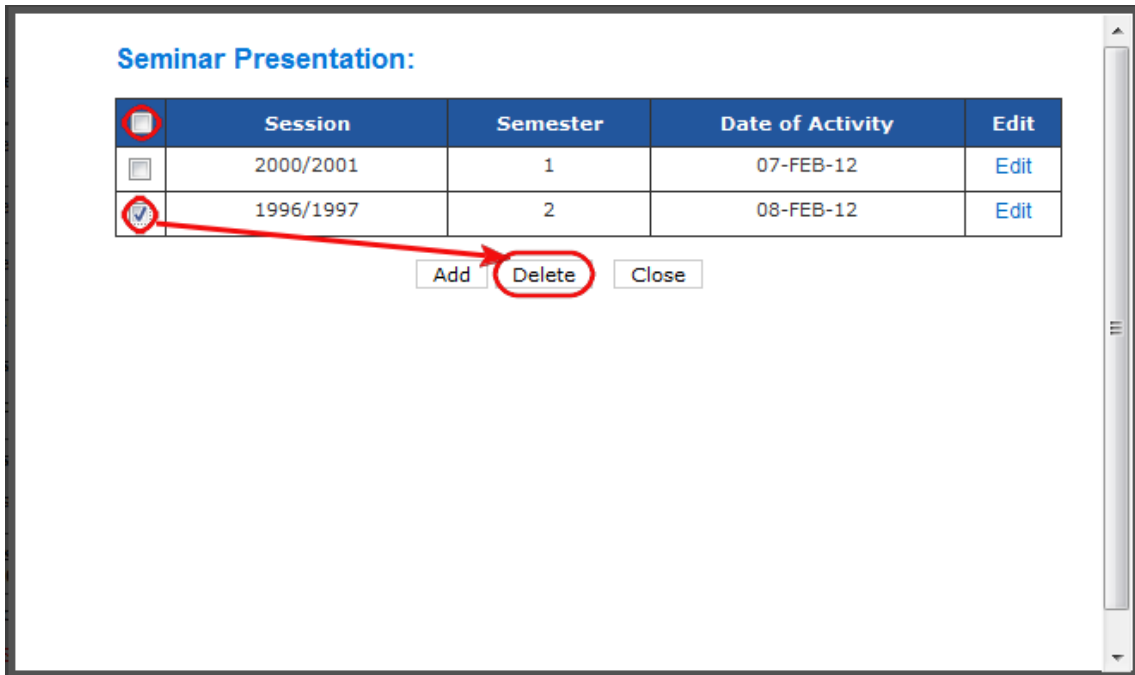 Seminar Presentation:
Session Semester Date of Activity Edit
2000/2001 1 07-FEB-12 Edit
1996/1997 2 08-FEB-12 Edit
Add Delete Close